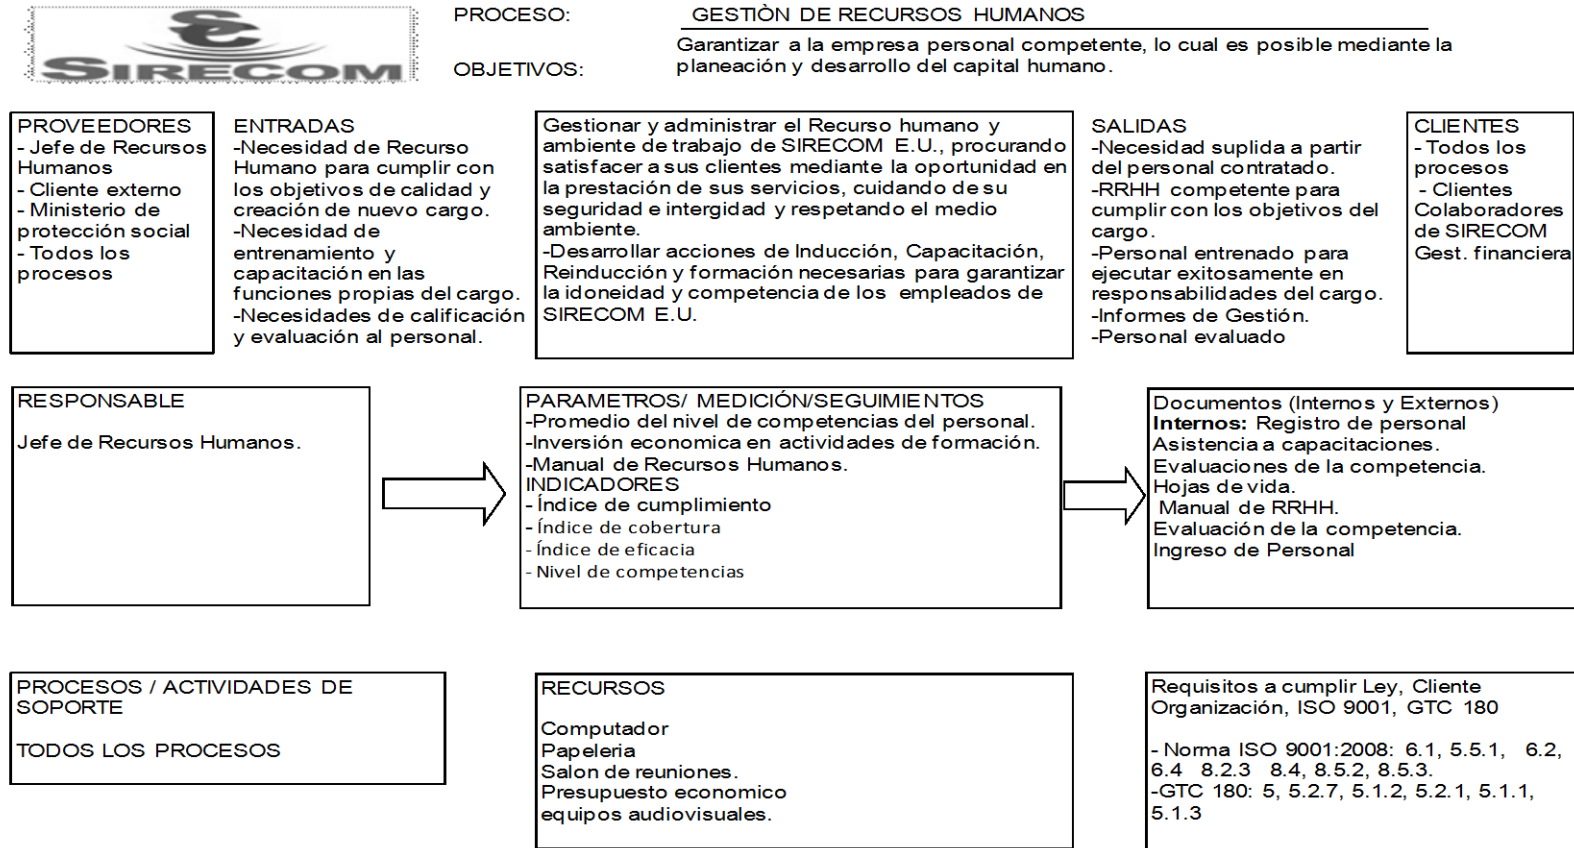 SC
SIRECOM
PROCESO: GESTIÒN DE RECURSOS HUMANOS
OBJETIVOS:
Garantizar a la empresa personal competente, lo cual es posible mediante la
planeación y desarrollo del capital humano.
PROVEEDORES
- Jefe de Recursos
Humanos
- Cliente externo
- Ministerio de
protección social
- Todos los
procesos
ENTRADAS
-Necesidad de Recurso
Humano para cumplir con
los objetivos de calidad y
creación de nuevo cargo.
-Necesidad de
entrenamiento y
capacitación en las
funciones propias del cargo.
-Necesidades de calificación
y evaluación al personal.
Gestionar y administrar el Recurso humano y
ambiente de trabajo de SIRECOM E.U., procurando
satisfacer a sus clientes mediante la oportunidad en
la prestación de sus servicios, cuidando de su
seguridad e intergidad y respetando el medio
ambiente.
-Desarrollar acciones de Inducción, Capacitación,
Reinducción y formación necesarias para garantizar
la idoneidad y competencia de los empleados de
SIRECOM E.U.
SALIDAS
-Necesidad suplida a partir
del personal contratado.
-RRHH competente para
cumplir con los objetivos del
cargo.
-Personal entrenado para
ejecutar exitosamente en
responsabilidades del cargo.
-Informes de Gestión.
-Personal evaluado
CLIENTES
- Todos los
procesos
- Clientes
Colaboradores
de SIRECOM
Gest. financiera
RESPONSABLE
Jefe de Recursos Humanos.
PARAMETROS/ MEDICIÓN/SEGUIMIENTOS
-Promedio del nivel de competencias del personal.
-Inversión economica en actividades de formación.
-Manual de Recursos Humanos.
INDICADORES
- Índice de cumplimiento
- Índice de cobertura
- Índice de eficacia
- Nivel de competencias
Documentos (Internos y Externos)
Internos: Registro de personal
Asistencia a capacitaciones.
Evaluaciones de la competencia.
Hojas de vida.
Manual de RRHH.
Evaluación de la competencia.
Ingreso de Personal
PROCESOS / ACTIVIDADES DE
SOPORTE
TODOS LOS PROCESOS
RECURSOS
Computador
Papeleria
Salon de reuniones.
Presupuesto economico
equipos audiovisuales.
Requisitos a cumplir Ley, Cliente
Organización, ISO 9001, GTC 180
- Norma ISO 9001:2008: 6.1, 5.5.1, 6.2,
6.4 8.2.3 8.4, 8.5.2, 8.5.3.
-GTC 180: 5, 5.2.7, 5.1.2, 5.2.1, 5.1.1,
5.1.3